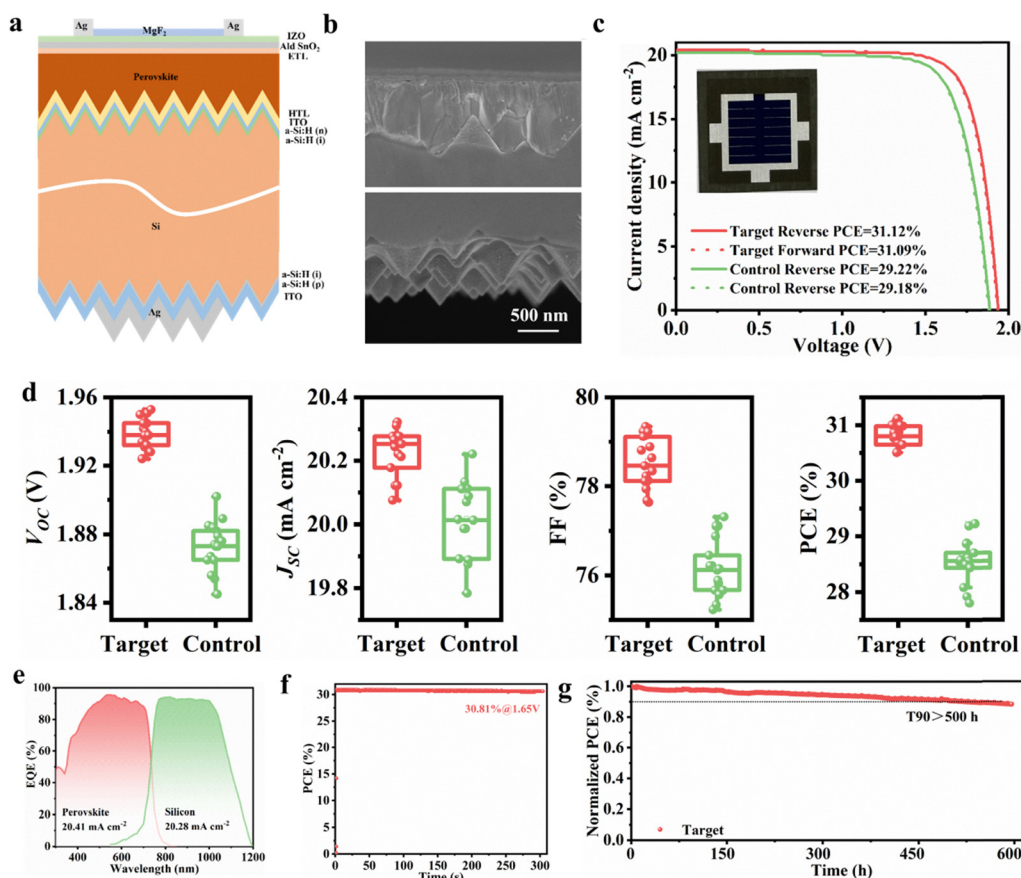 a
Ag
MgF₂
Ag
IZO
Ald SnO₂
ETL
Perovskite
HTL
ITO
a-Si:H (n)
a-Si:H (i)
Si
a-Si:H (i)
a-Si:H (p)
ITO
Ag
b
500 nm
c
Current density (mA cm⁻²)
20
15
10
5
0
Target Reverse PCE=31.12%
Target Forward PCE=31.09%
Control Reverse PCE=29.22%
Control Reverse PCE=29.18%
0.0 0.5 1.0 1.5 2.0
Voltage (V)
d
V_OC (V)
1.96
1.92
1.88
1.84
Target Control
J_SC (mA cm⁻²)
20.4
20.2
20.0
19.8
Target Control
FF (%)
80
78
76
Target Control
PCE (%)
31
30
29
28
Target Control
e
EQE (%)
100
80
60
40
20
0
Perovskite
20.41 mA cm⁻²
Silicon
20.28 mA cm⁻²
400 600 800 1000 1200
Wavelength (nm)
f
PCE (%)
30
25
20
15
10
5
0
30.81%@1.65V
0 50 100 150 200 250 300
Time (s)
g
Normalized PCE (%)
1.0
0.8
0.6
0.4
0.2
0.0
T90＞500 h
Target
0 150 300 450 600
Time (h)